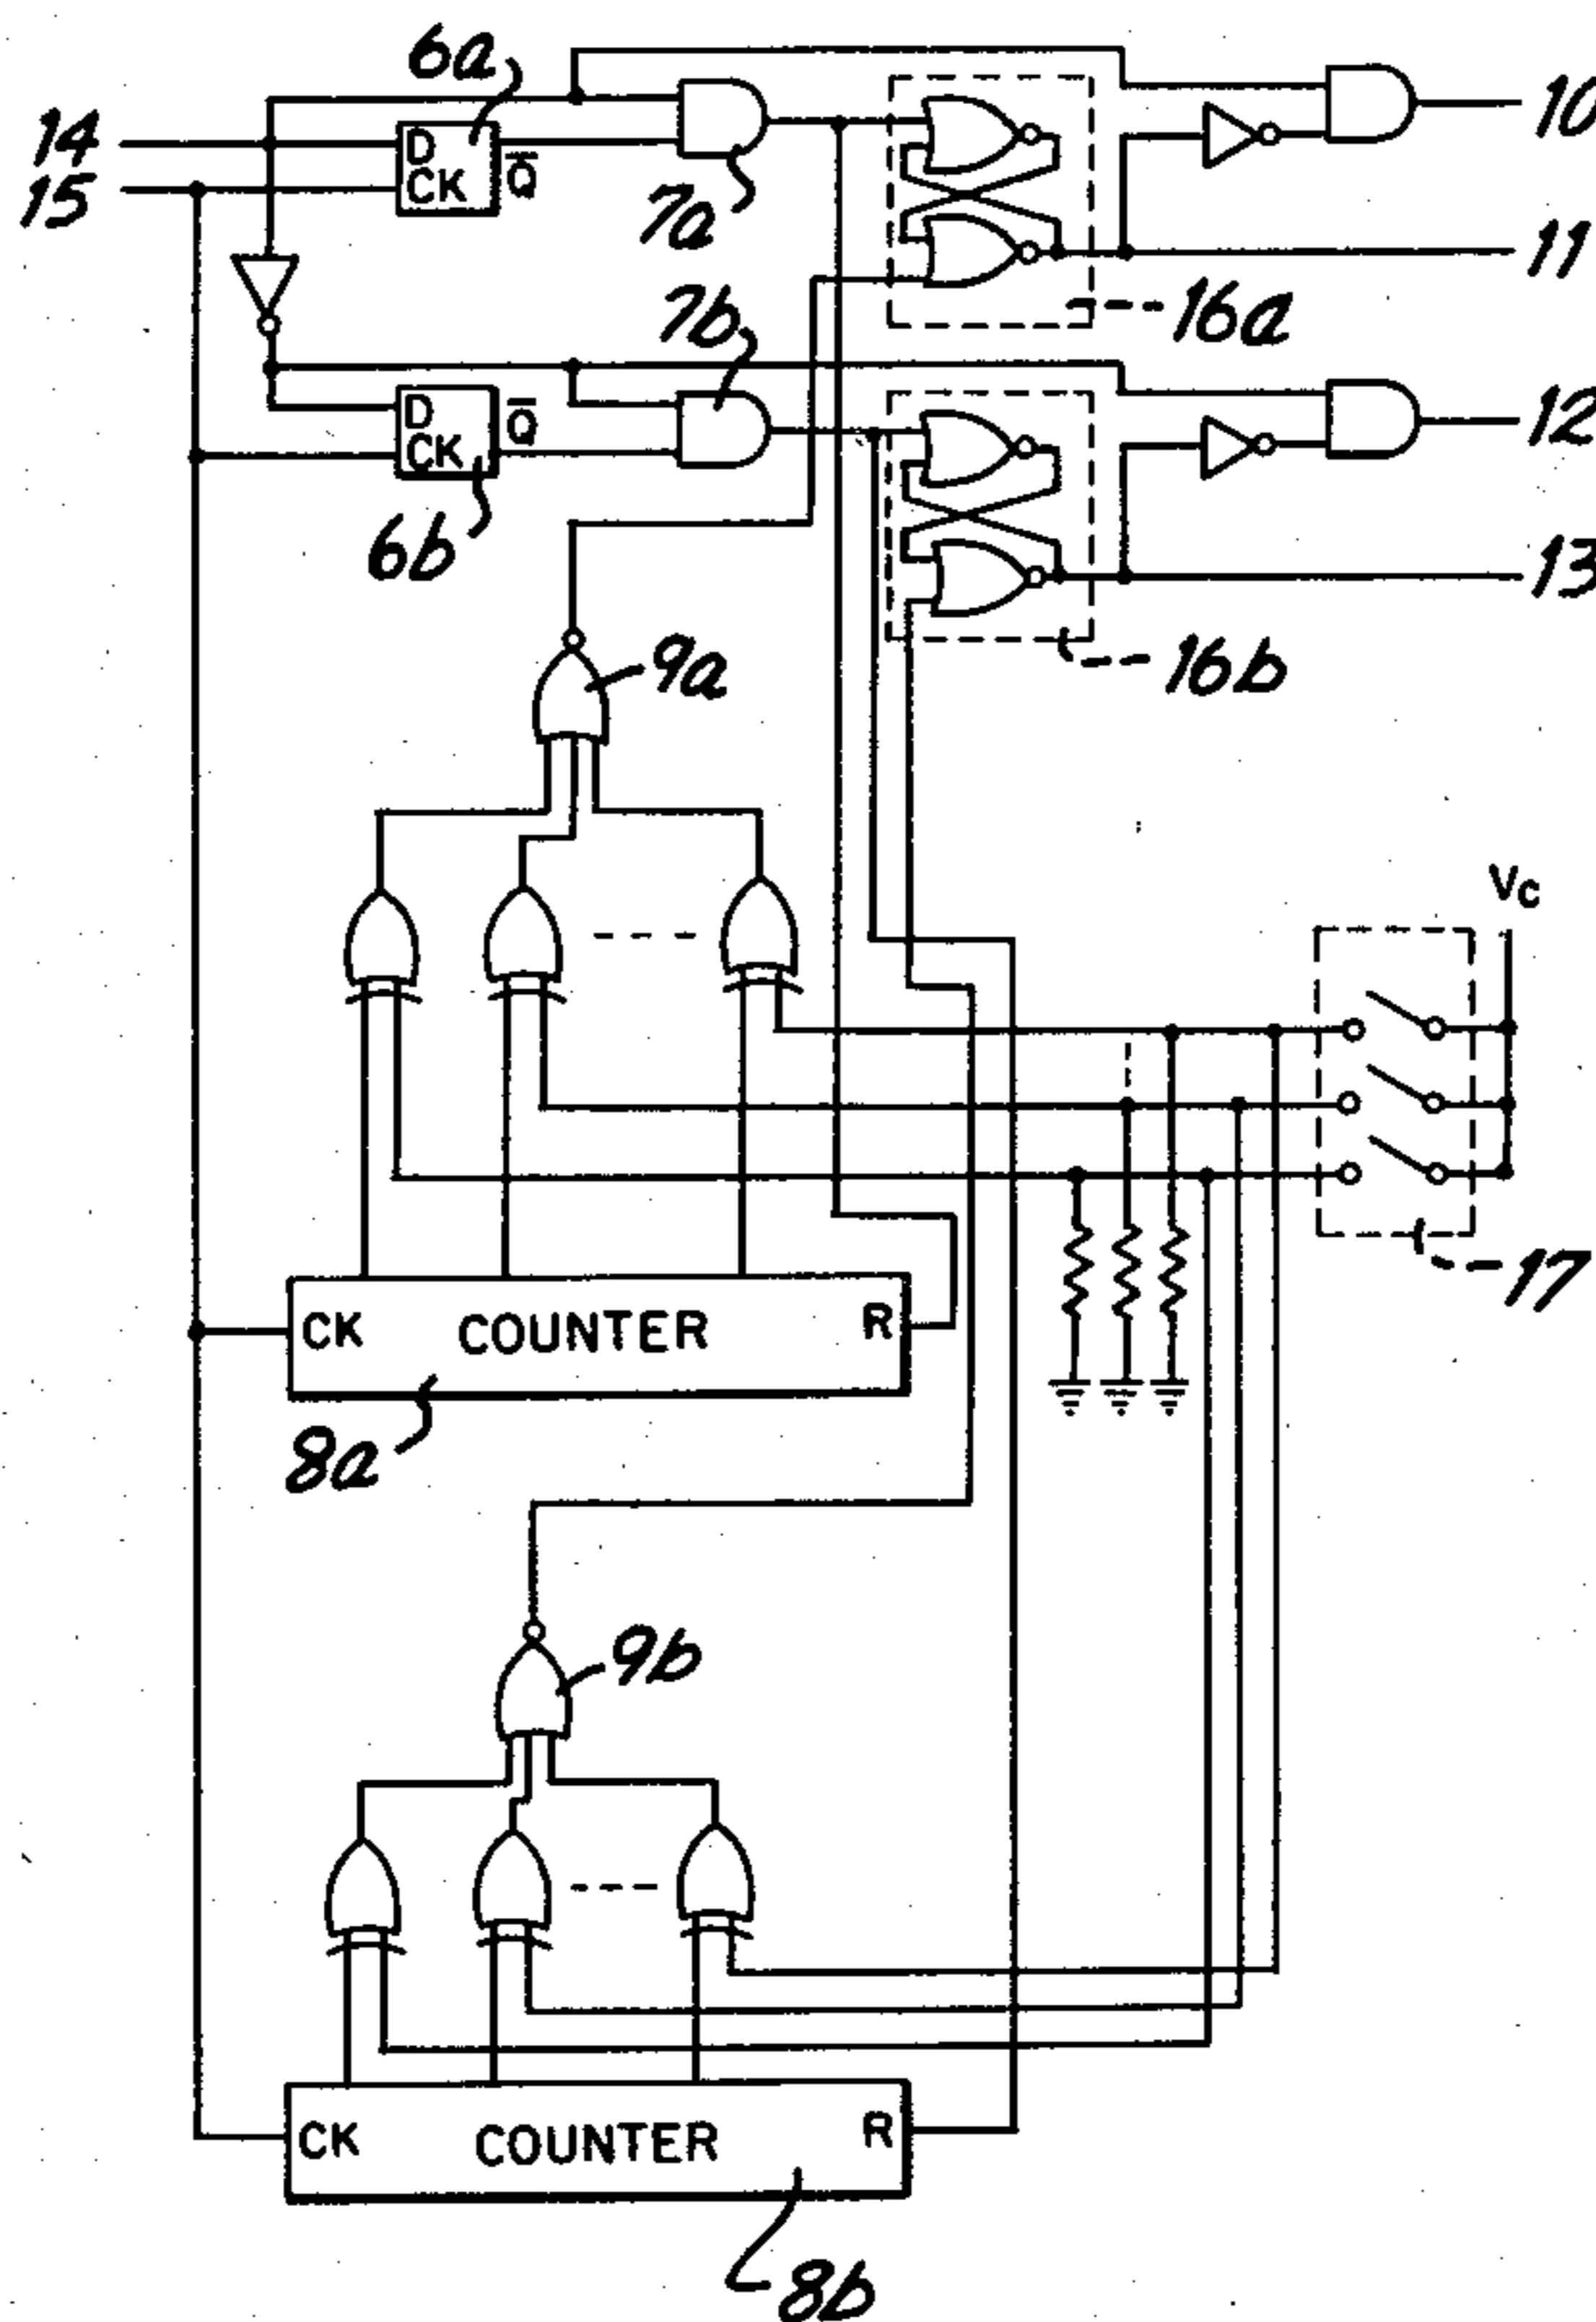 6a
14
D
10
15
CK
Q̅
7a
11
7b
16a
D
Q̅
12
CK
6b
13
9a
16b
Vc
17
CK COUNTER R
8a
9b
CK COUNTER R
8b